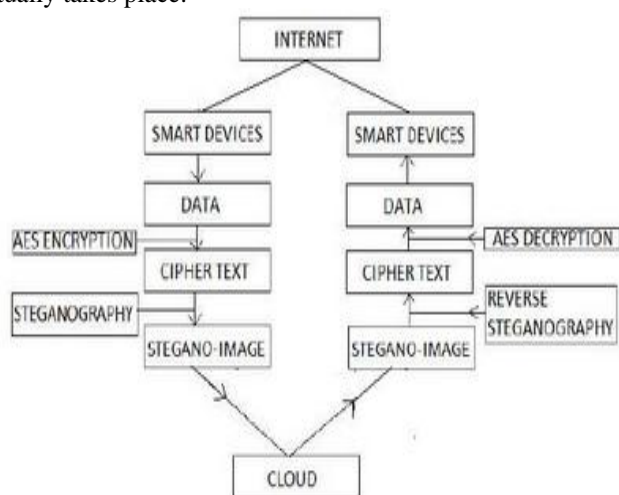 tually takes place.
INTERNET
SMART DEVICES
SMART DEVICES
DATA
DATA
AES ENCRYPTION
AES DECRYPTION
CIPHER TEXT
CIPHER TEXT
STEGANOGRAPHY
REVERSE
STEGANOGRAPHY
STEGANO-IMAGE
STEGANO-IMAGE
CLOUD